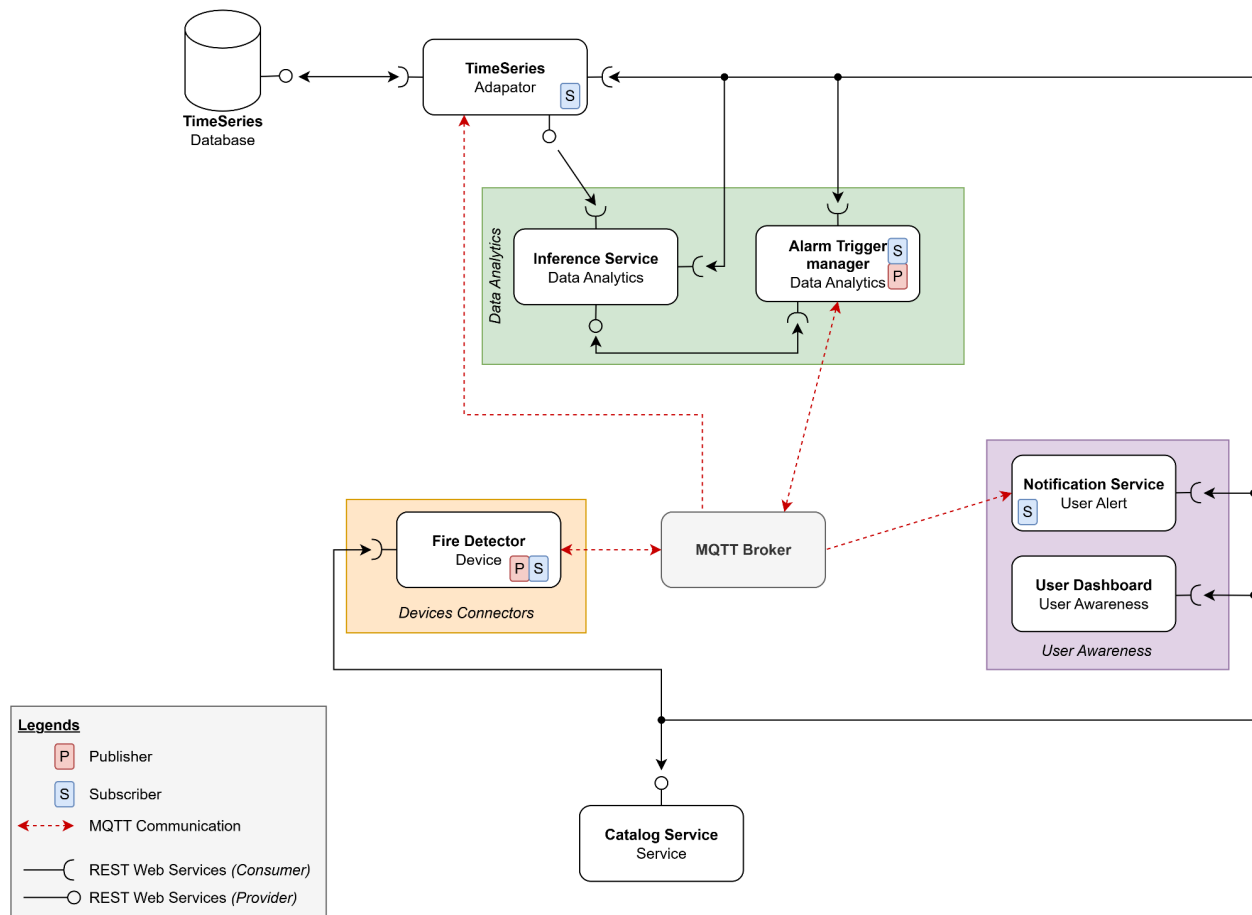 TimeSeries
Database
TimeSeries
Adapator
S
Data Analytics
Inference Service
Data Analytics
Alarm Trigger
manager
Data Analytics
S
P
MQTT Broker
Fire Detector
Device
P
S
Devices Connectors
Notification Service
User Alert
S
User Dashboard
User Awareness
User Awareness
Catalog Service
Service
Legends
P
Publisher
S
Subscriber
MQTT Communication
REST Web Services (Consumer)
REST Web Services (Provider)